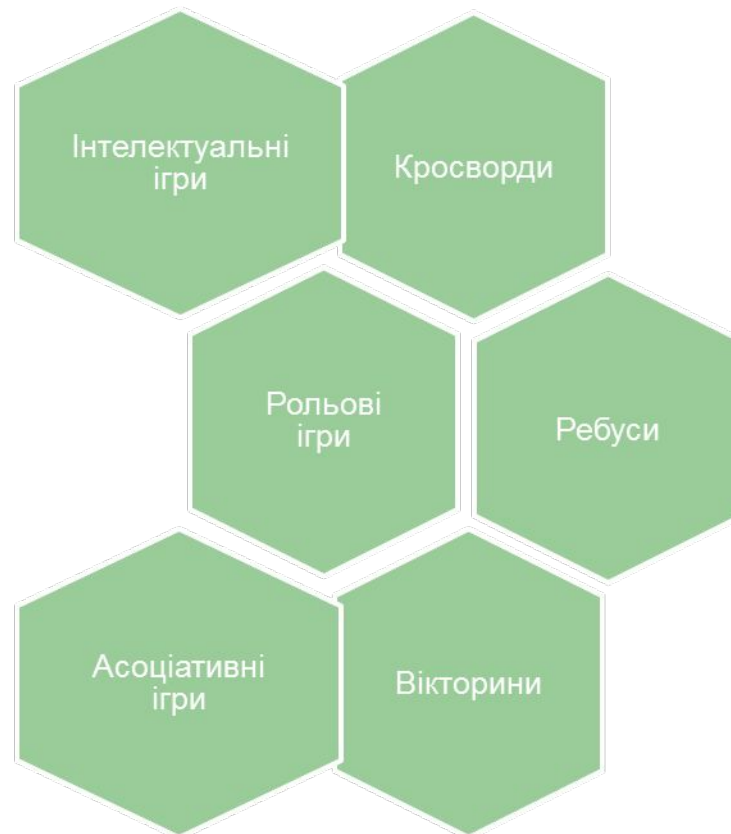 Інтелектуальні
ігри
Кросворди
Рольові
ігри
Ребуси
Асоціативні
ігри
Вікторини